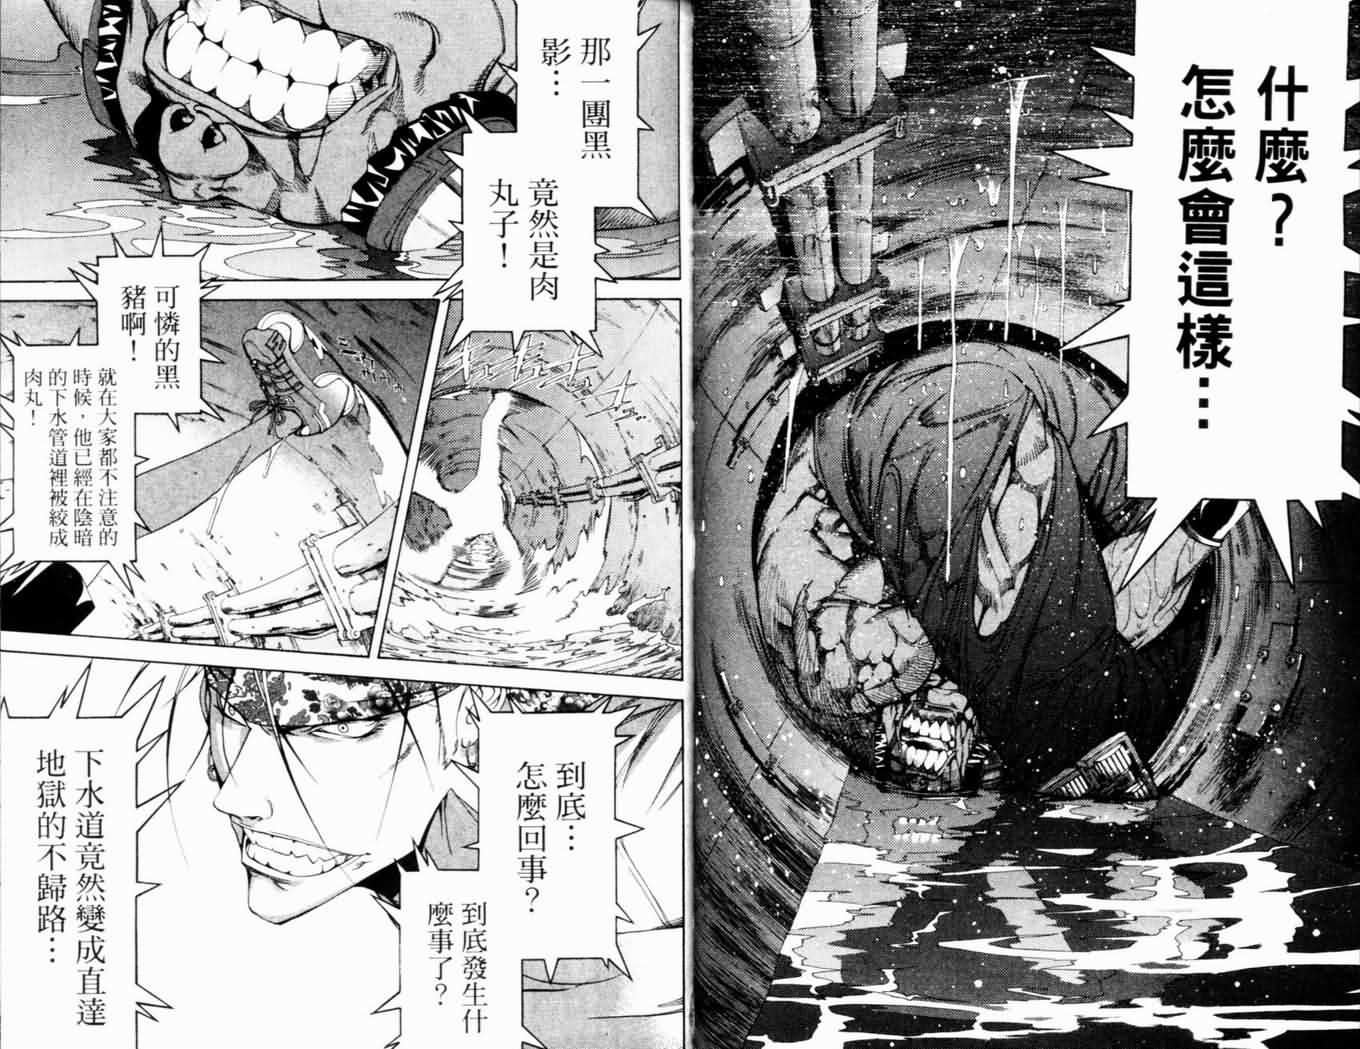 什麼？
怎麼會這樣…
那一團黑
影…
竟然是肉
丸子！
可憐的黑
豬啊！
就在大家都不注意的
時候，他已經在陰暗
的下水管道裡被絞成
肉丸！
到底…
怎麼回事？
到底發生什
麼事了？
下水道竟然變成直達
地獄的不歸路…